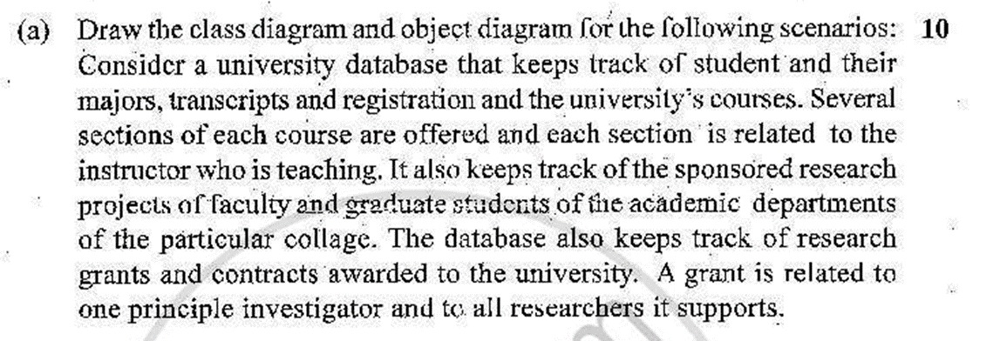 (a) Draw the class diagram and object diagram for the following scenarios: 10
Consider a university database that keeps track of student and their
majors, transcripts and registration and the university's courses. Several
sections of each course are offered and each section is related to the
instructor who is teaching. It also keeps track of the sponsored research
projects of faculty and graduate students of the academic departments
of the particular collage. The database also keeps track of research
grants and contracts awarded to the university. A grant is related to
one principle investigator and to all researchers it supports.